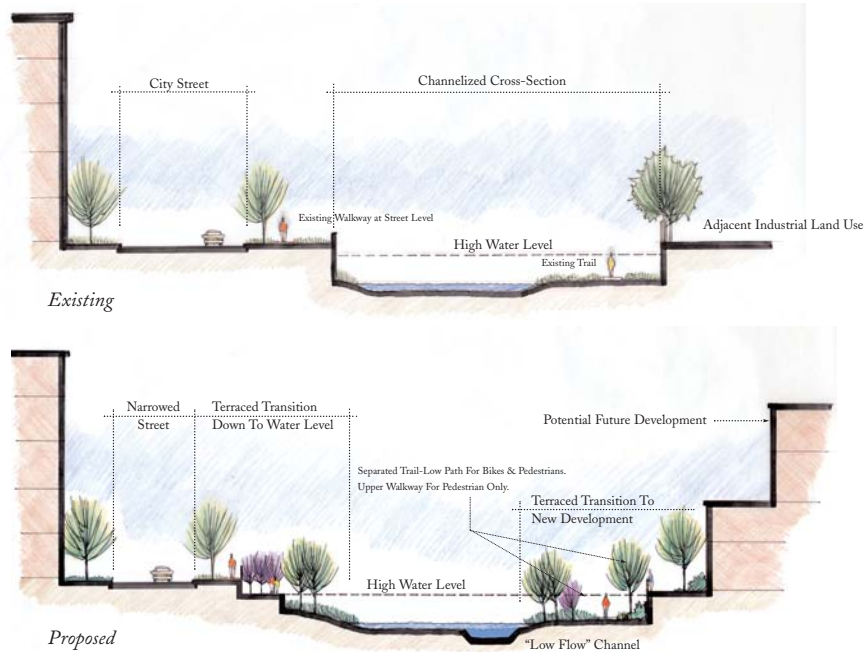 City Street
Channelized Cross-Section
Existing Walkway at Street Level
Adjacent Industrial Land Use
High Water Level
Existing Trail
Existing
Narrowed
Street
Terraced Transition
Down To Water Level
Potential Future Development
Separated Trail-Low Path For Bikes & Pedestrians.
Upper Walkway For Pedestrian Only.
Terraced Transition To
New Development
High Water Level
Proposed
"Low Flow" Channel